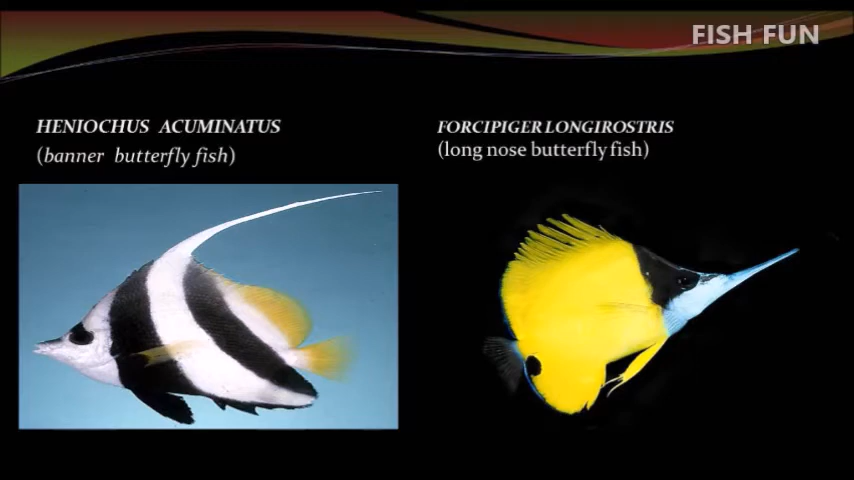 FISH FUN
HENIOCHUS ACUMINATUS
(banner butterfly fish)
FORCIPIGER LONGIROSTRIS
(long nose butterfly fish)